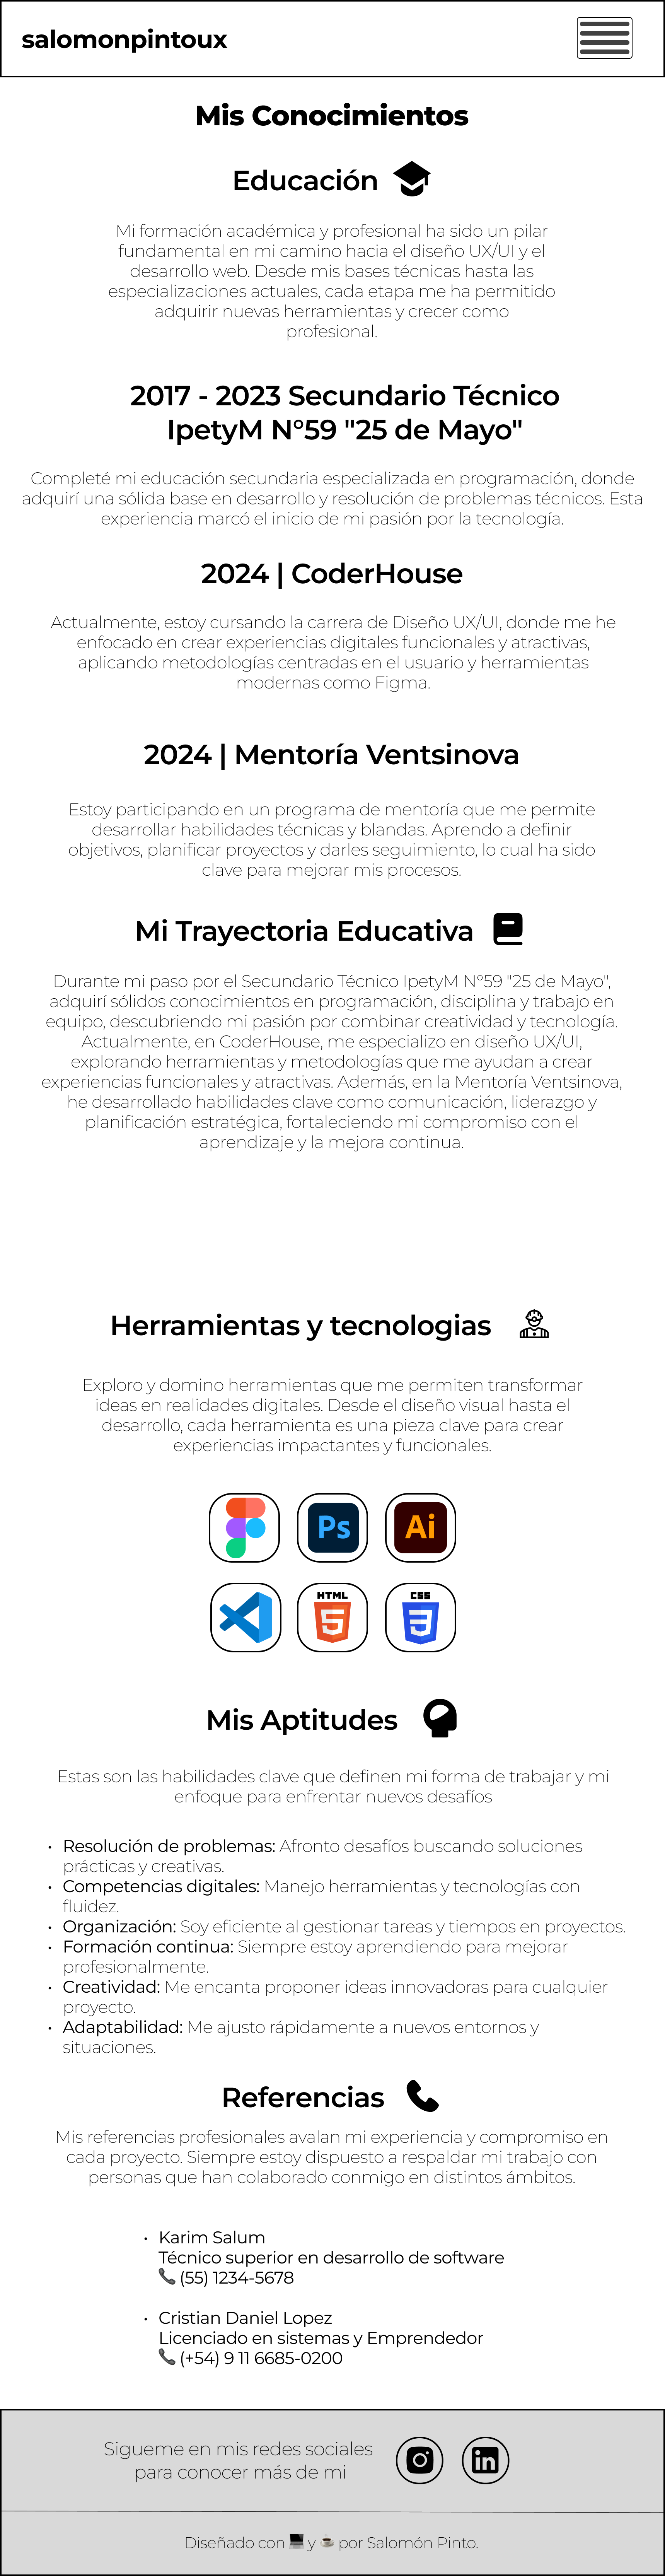 salomonpintoux
Mis Conocimientos
Educación
Mi formación académica y profesional ha sido un pilar
fundamental en mi camino hacia el diseño UX/UI y el
desarrollo web. Desde mis bases técnicas hasta las
especializaciones actuales, cada etapa me ha permitido
adquirir nuevas herramientas y crecer como
profesional.
2017 - 2023 Secundario Técnico
IpetyM N°59 "25 de Mayo"
Completé mi educación secundaria especializada en programación, donde
adquirí una sólida base en desarrollo y resolución de problemas técnicos. Esta
experiencia marcó el inicio de mi pasión por la tecnología.
2024 | CoderHouse
Actualmente, estoy cursando la carrera de Diseño UX/UI, donde me he
enfocado en crear experiencias digitales funcionales y atractivas,
aplicando metodologías centradas en el usuario y herramientas
modernas como Figma.
2024 | Mentoría Ventsinova
Estoy participando en un programa de mentoría que me permite
desarrollar habilidades técnicas y blandas. Aprendo a definir
objetivos, planificar proyectos y darles seguimiento, lo cual ha sido
clave para mejorar mis procesos.
Mi Trayectoria Educativa
Durante mi paso por el Secundario Técnico IpetyM N°59 "25 de Mayo",
adquirí sólidos conocimientos en programación, disciplina y trabajo en
equipo, descubriendo mi pasión por combinar creatividad y tecnología.
Actualmente, en CoderHouse, me especializo en diseño UX/UI,
explorando herramientas y metodologías que me ayudan a crear
experiencias funcionales y atractivas. Además, en la Mentoría Ventsinova,
he desarrollado habilidades clave como comunicación, liderazgo y
planificación estratégica, fortaleciendo mi compromiso con el
aprendizaje y la mejora continua.
Herramientas y tecnologias
Exploro y domino herramientas que me permiten transformar
ideas en realidades digitales. Desde el diseño visual hasta el
desarrollo, cada herramienta es una pieza clave para crear
experiencias impactantes y funcionales.
Ps Ai
HTML 5 CSS 3
Mis Aptitudes
Estas son las habilidades clave que definen mi forma de trabajar y mi
enfoque para enfrentar nuevos desafíos
• Resolución de problemas: Afronto desafíos buscando soluciones
prácticas y creativas.
• Competencias digitales: Manejo herramientas y tecnologías con
fluidez.
• Organización: Soy eficiente al gestionar tareas y tiempos en proyectos.
• Formación continua: Siempre estoy aprendiendo para mejorar
profesionalmente.
• Creatividad: Me encanta proponer ideas innovadoras para cualquier
proyecto.
• Adaptabilidad: Me ajusto rápidamente a nuevos entornos y
situaciones.
Referencias
Mis referencias profesionales avalan mi experiencia y compromiso en
cada proyecto. Siempre estoy dispuesto a respaldar mi trabajo con
personas que han colaborado conmigo en distintos ámbitos.
• Karim Salum
Técnico superior en desarrollo de software
📞 (55) 1234-5678
• Cristian Daniel Lopez
Licenciado en sistemas y Emprendedor
📞 (+54) 9 11 6685-0200
Sigueme en mis redes sociales
para conocer más de mi
in
Diseñado con 💻 y ☕ por Salomón Pinto.